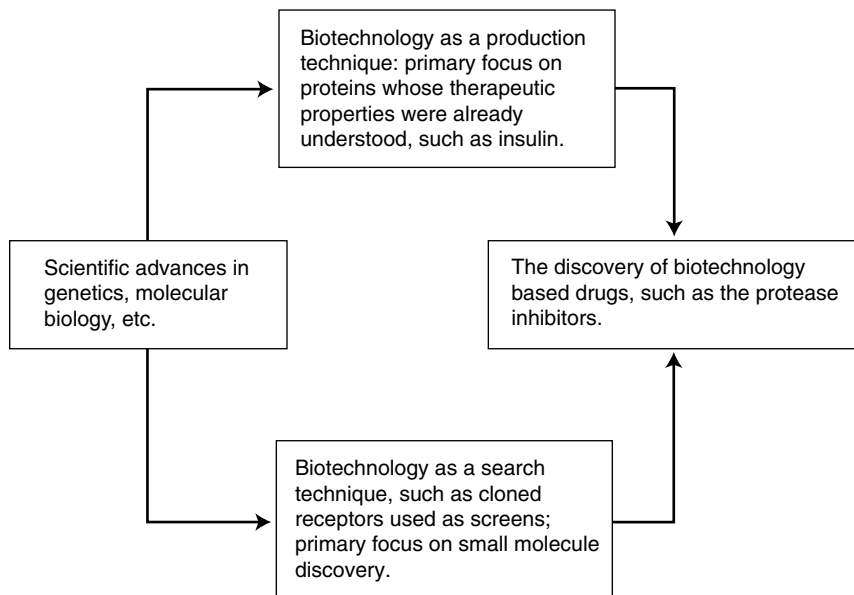 Biotechnology as a production
technique: primary focus on
proteins whose therapeutic
properties were already
understood, such as insulin.
Scientific advances in
genetics, molecular
biology, etc.
The discovery of biotechnology
based drugs, such as the protease
inhibitors.
Biotechnology as a search
technique, such as cloned
receptors used as screens;
primary focus on small molecule
discovery.